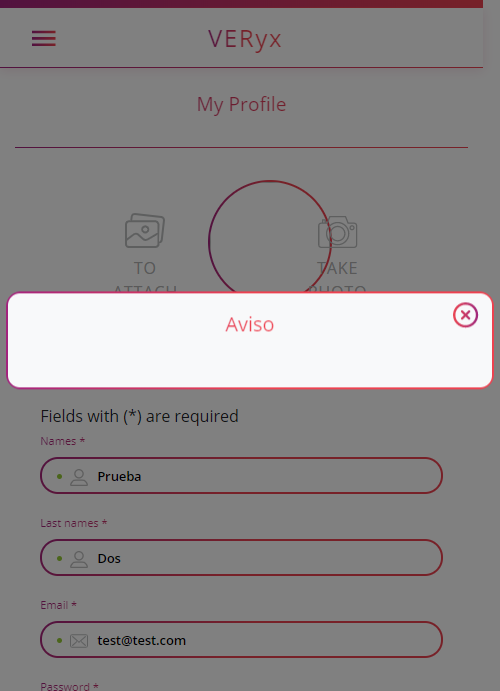 VERyx
My Profile
TO
ATTACH
TAKE
PHOTO
Aviso
Fields with (*) are required
Names *
Prueba
Last names *
Dos
Email *
test@test.com
Password *